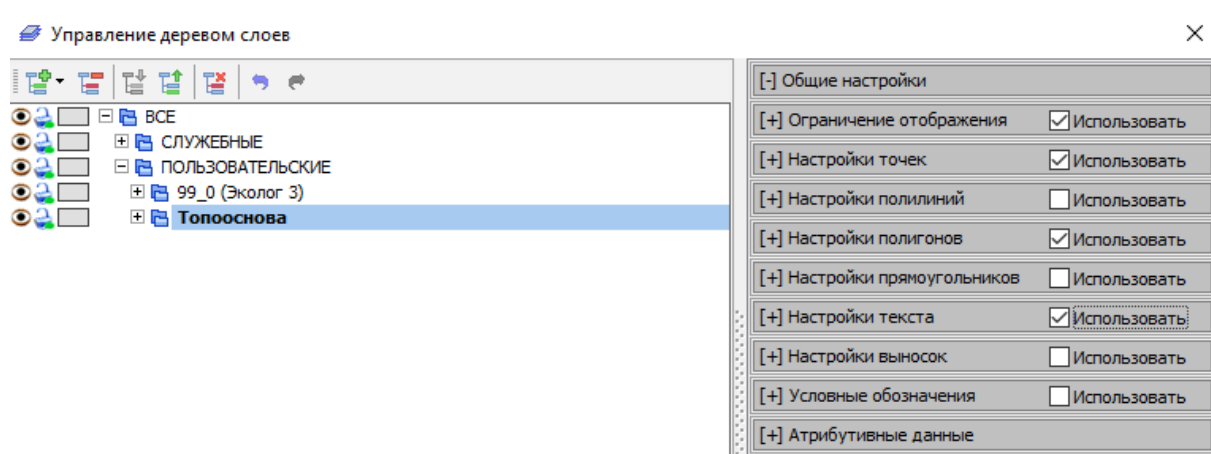 Управление деревом слоев
ВСЕ
СЛУЖЕБНЫЕ
ПОЛЬЗОВАТЕЛЬСКИЕ
99_0 (Эколог 3)
Топооснова
[-] Общие настройки
[+] Ограничение отображения Использовать
[+] Настройки точек Использовать
[+] Настройки полилиний Использовать
[+] Настройки полигонов Использовать
[+] Настройки прямоугольников Использовать
[+] Настройки текста Использовать
[+] Настройки выносок Использовать
[+] Условные обозначения Использовать
[+] Атрибутивные данные